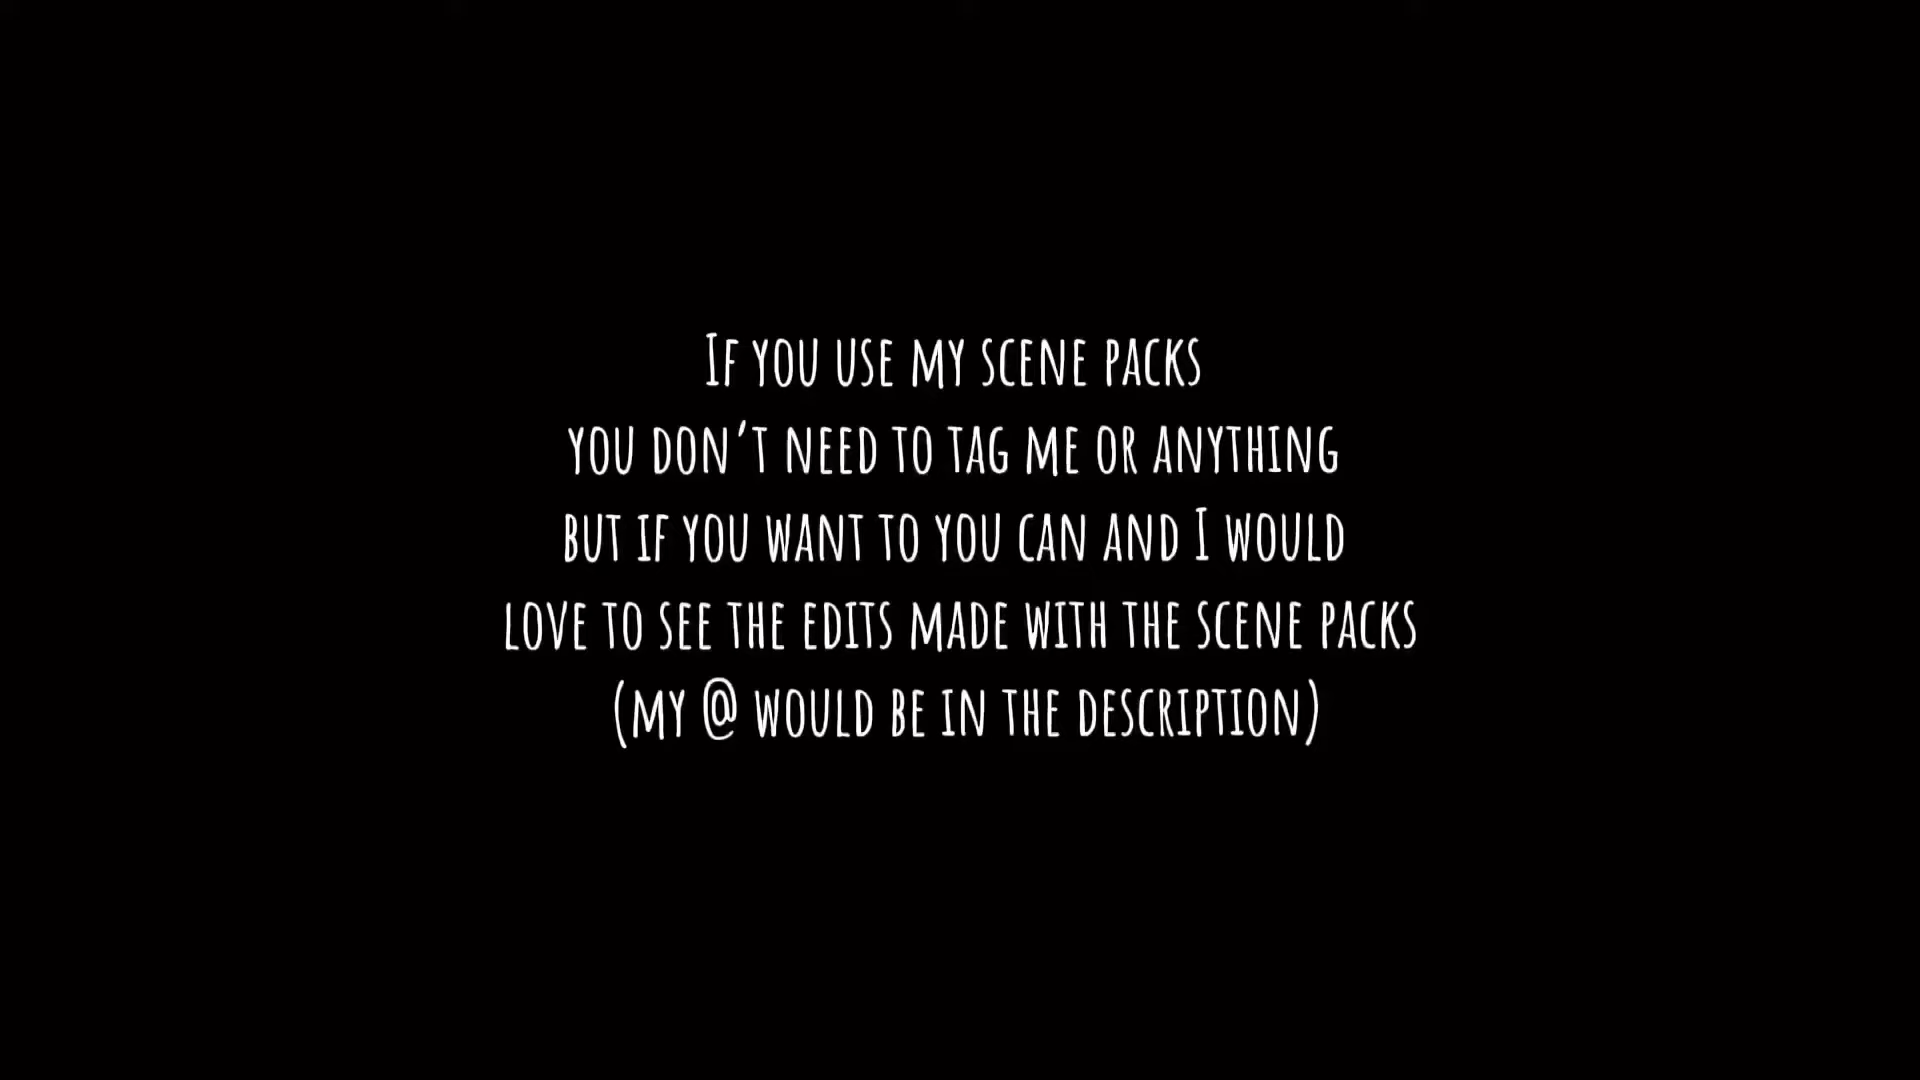 If you use my scene packs
you don't need to tag me or anything
but if you want to you can and I would
love to see the edits made with the scene packs
(my @ would be in the description)